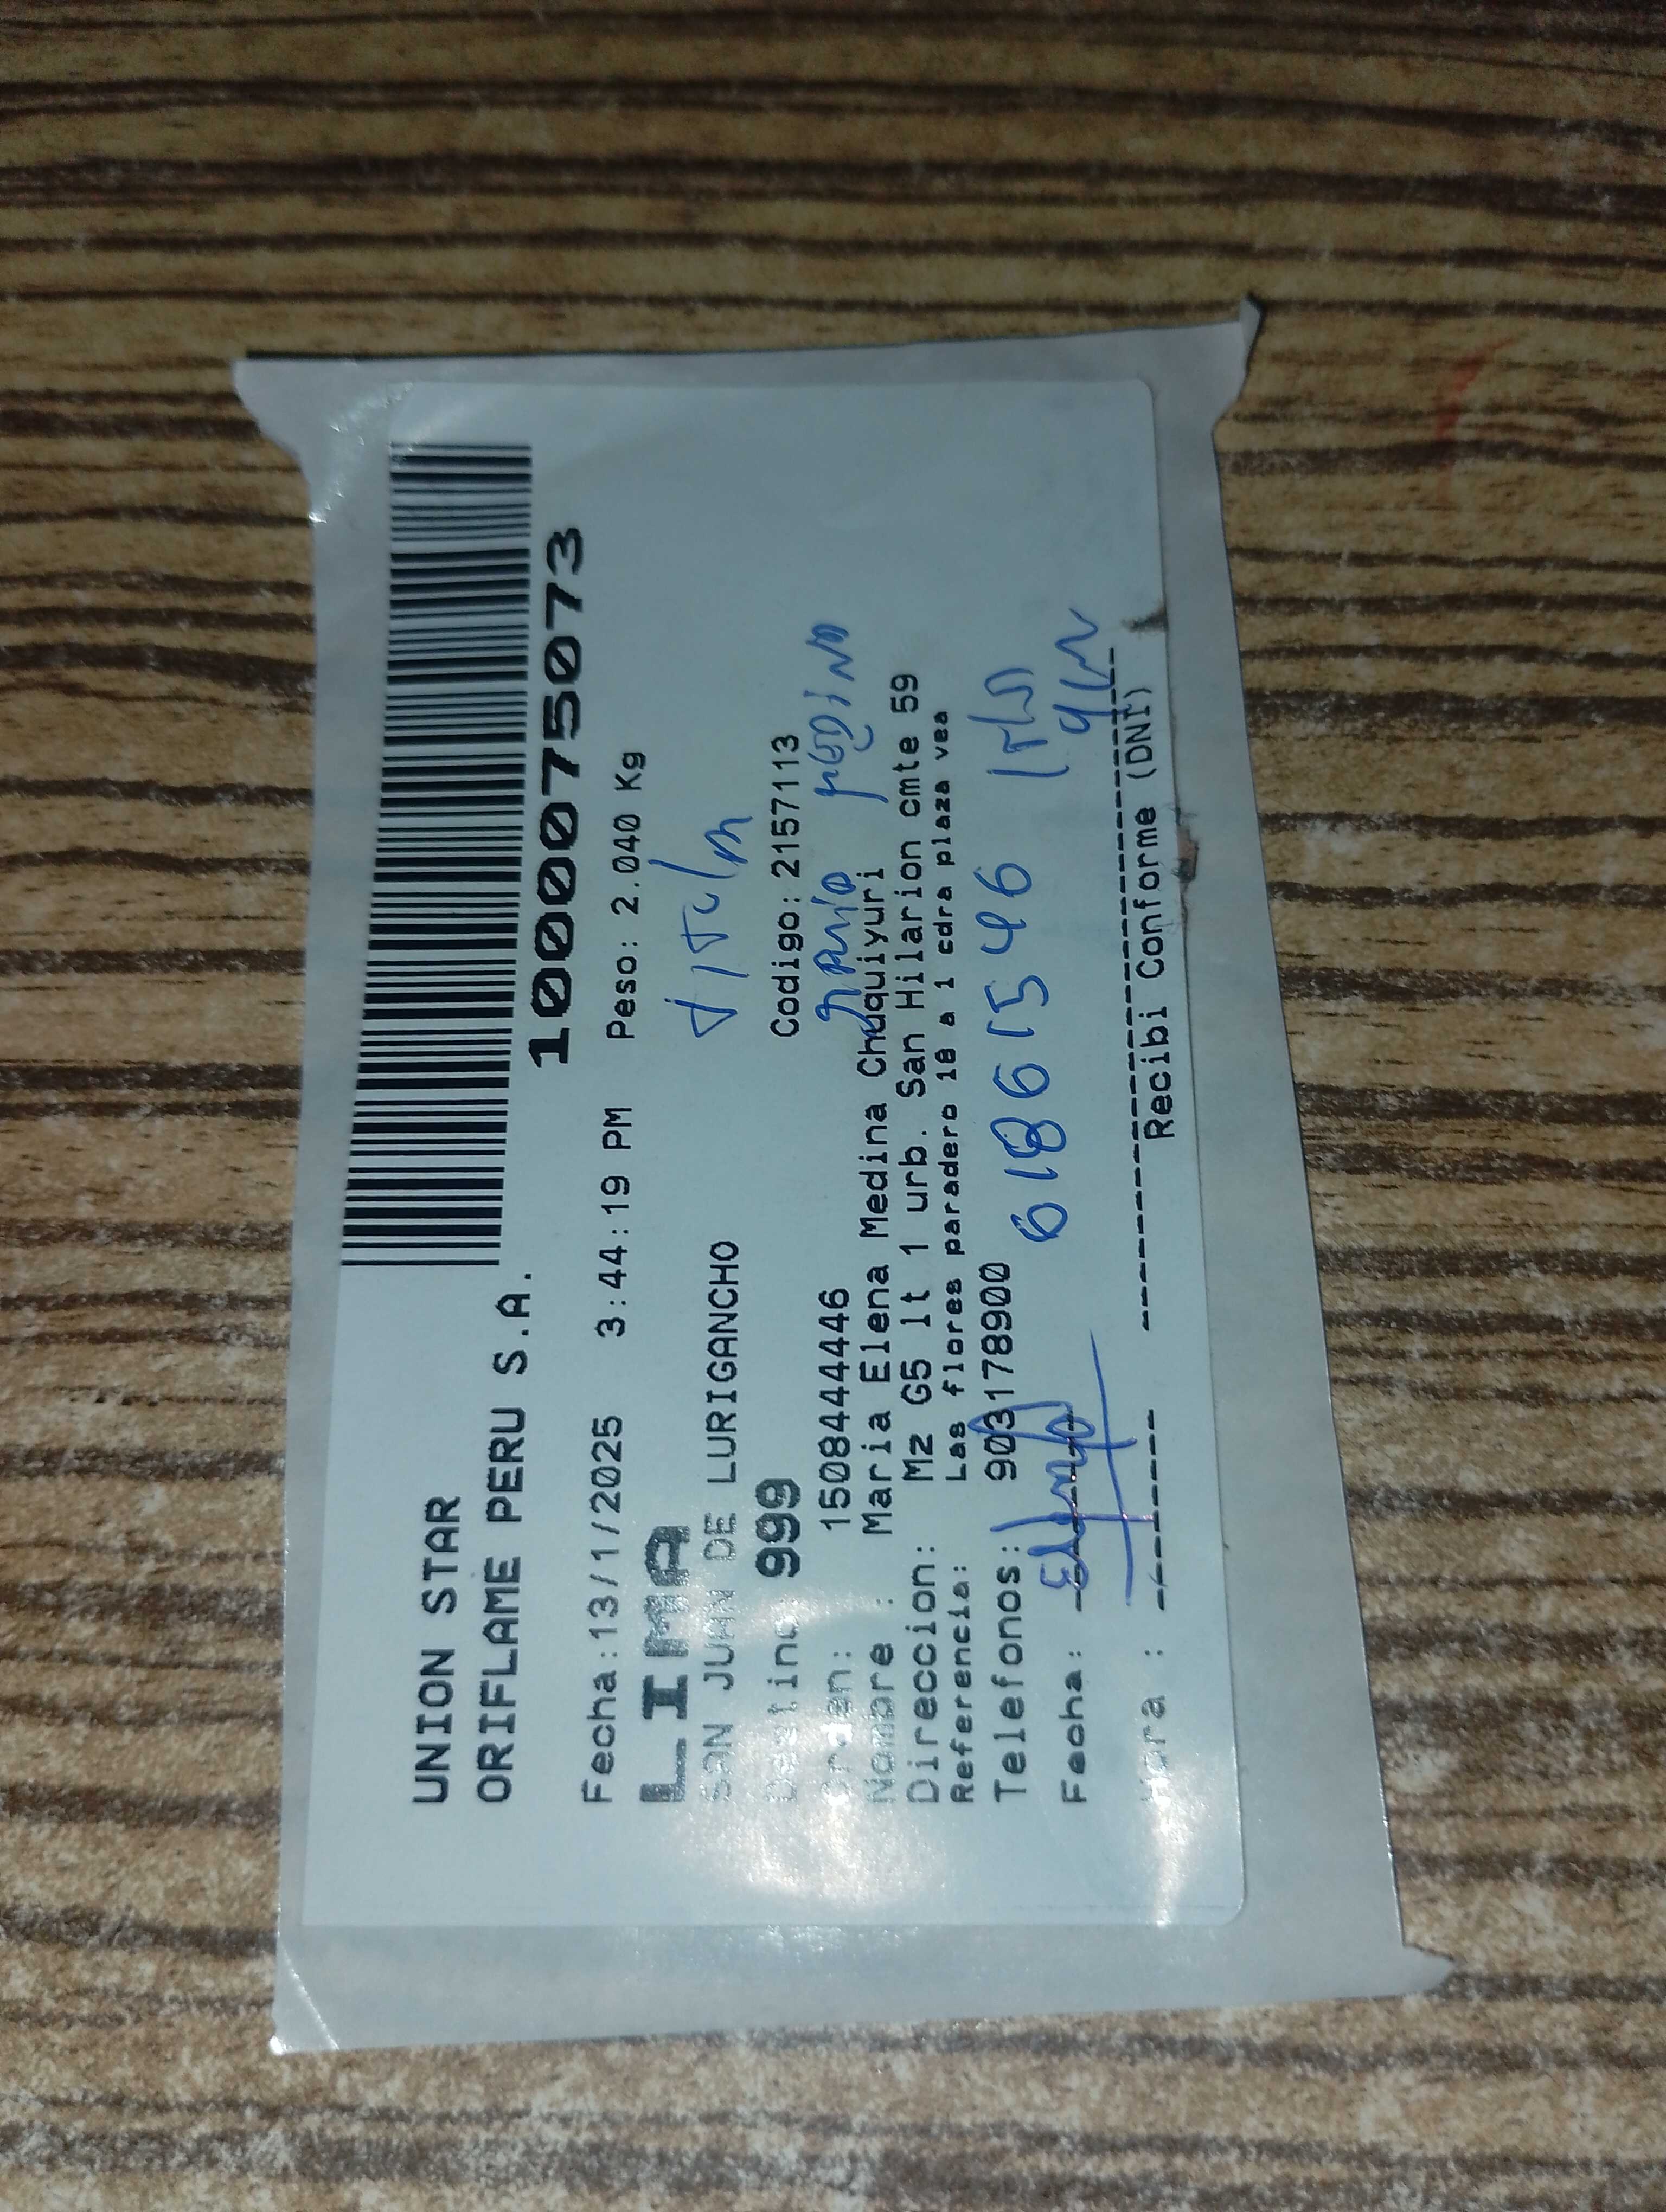 UNION STAR
ORIFLAME PERU S.A.
1000075073
Fecha:13/1/2025 3:44:19 PM Peso: 2.040 Kg
LIMA
SAN JUAN DE LURIGANCHO
Destino 999 Codigo: 2157113
Orden: 1508444446
Nombre : Maria Elena Medina Chuquiyuri
Direccion: Mz G5 lt 1 urb. San Hilarion cmte 59
Referencia: Las flores paradero 18 a 1 cdra plaza vea
Telefonos: 903178900
Fecha:
Hora :
Recibi Conforme (DNI)